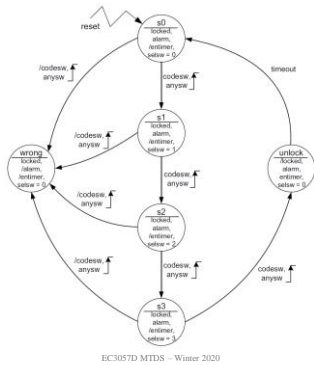 reset
s0
locked,
alarm,
/entimer,
selsw = 0
/codesw,
anysw
codesw,
anysw
timeout
s1
locked,
alarm,
/entimer,
selsw = 1
/codesw,
anysw
wrong
locked,
/alarm,
/entimer,
selsw = 0
unlock
/locked,
alarm,
entimer,
selsw = 0
codesw,
anysw
/codesw,
anysw
s2
locked,
alarm,
/entimer,
selsw = 2
/codesw,
anysw
codesw,
anysw
codesw,
anysw
s3
locked,
alarm,
/entimer,
selsw = 3
EC3057D MTDS – Winter 2020